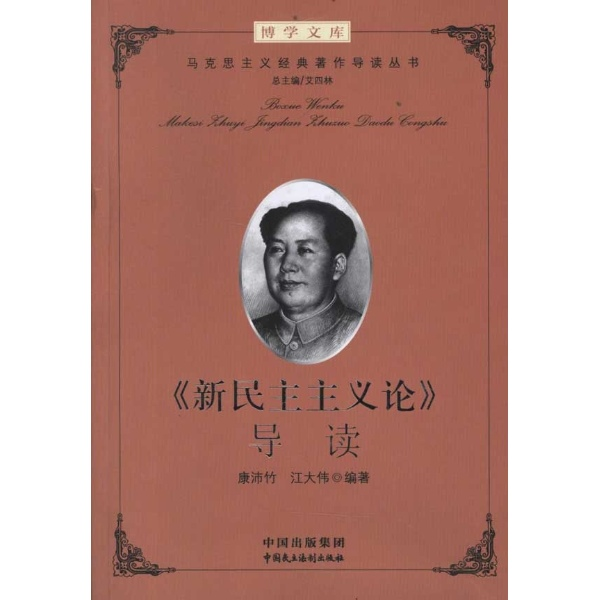 博学文库
马克思主义经典著作导读丛书
总主编/艾四林
Boxue Wenku
Makesi Zhuyi Jingdian Zhuzuo Daodu Congshu
《新民主主义论》
导 读
康沛竹 江大伟◎编著
中国出版集团
中国民主法制出版社